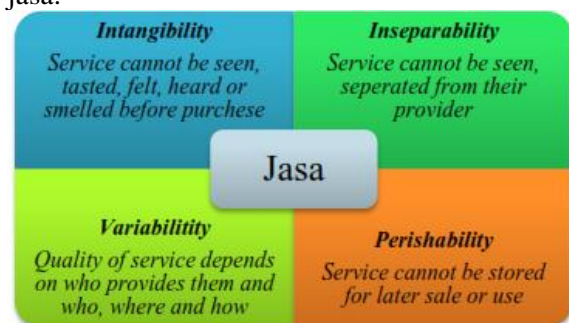 jasa.
Intangibility
Service cannot be seen,
tasted, felt, heard or
smelled before purchese
Inseparability
Service cannot be seen,
seperated from their
provider
Jasa
Variabilitity
Quality of service depends
on who provides them and
who, where and how
Perishability
Service cannot be stored
for later sale or use